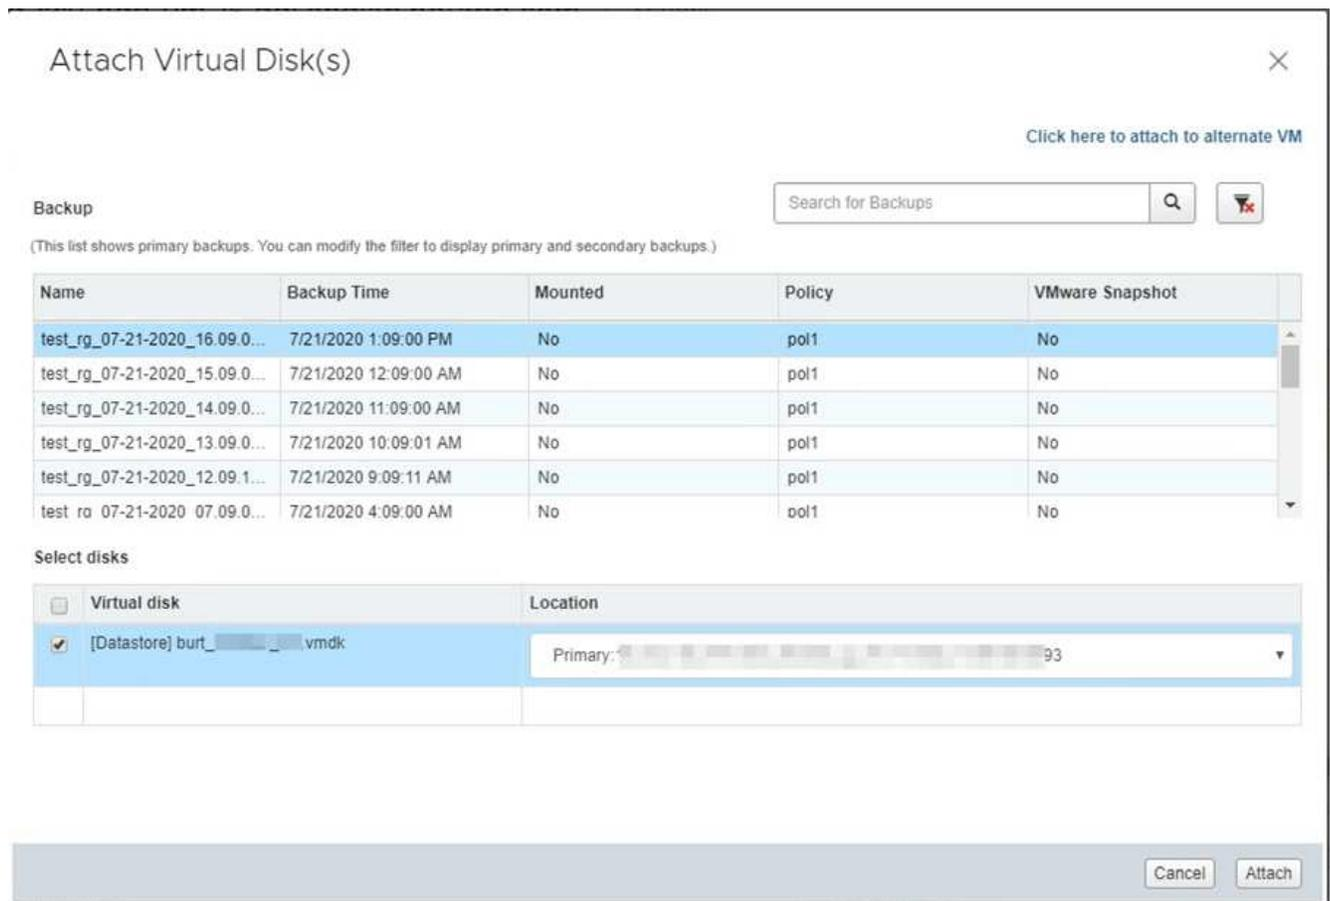 Attach Virtual Disk(s)
Click here to attach to alternate VM
Backup
Search for Backups
(This list shows primary backups. You can modify the filter to display primary and secondary backups.)
Name Backup Time Mounted Policy VMware Snapshot
test_rg_07-21-2020_16.09.0... 7/21/2020 1:09:00 PM No pol1 No
test_rg_07-21-2020_15.09.0... 7/21/2020 12:09:00 AM No pol1 No
test_rg_07-21-2020_14.09.0... 7/21/2020 11:09:00 AM No pol1 No
test_rg_07-21-2020_13.09.0... 7/21/2020 10:09:01 AM No pol1 No
test_rg_07-21-2020_12.09.1... 7/21/2020 9:09:11 AM No pol1 No
test_rg_07-21-2020_07.09.0... 7/21/2020 4:09:00 AM No pol1 No
Select disks
Virtual disk Location
[Datastore] burt_ _ .vmdk Primary: 93
Cancel Attach